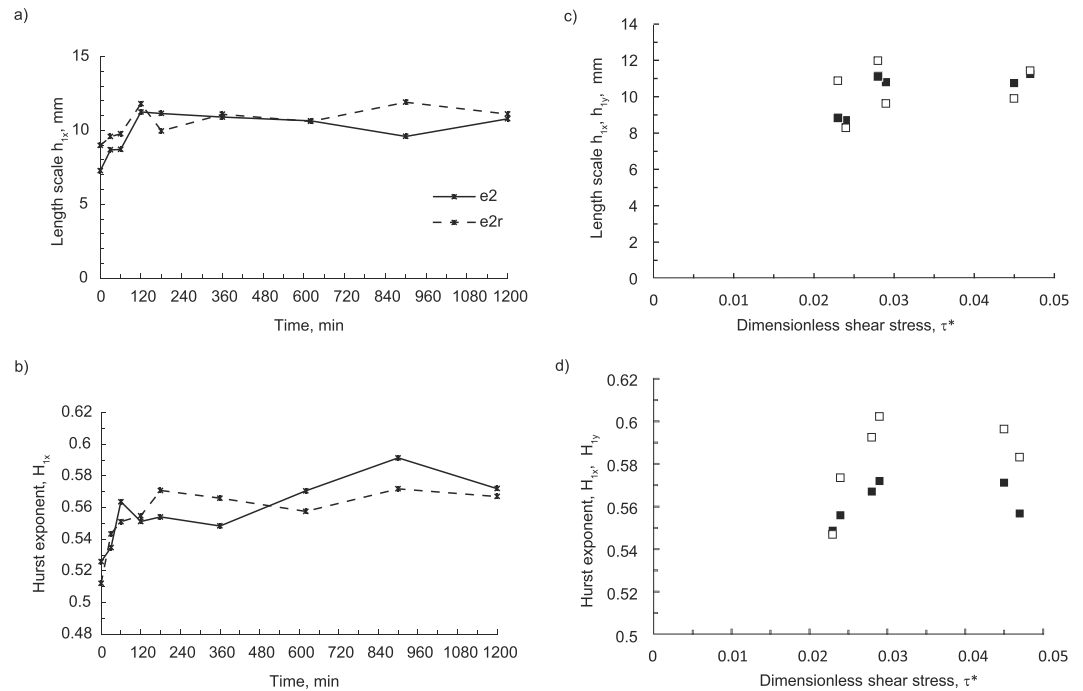 a)
15
10
5
0
Length scale h1x, mm
0 120 240 360 480 600 720 840 960 1080 1200
Time, min
e2
e2r
c)
14
12
10
8
6
4
2
0
Length scale h1x, h1y, mm
0 0.01 0.02 0.03 0.04 0.05
Dimensionless shear stress, τ*
b)
0.62
0.6
0.58
0.56
0.54
0.52
0.5
0.48
Hurst exponent, H1x
0 120 240 360 480 600 720 840 960 1080 1200
Time, min
d)
0.62
0.6
0.58
0.56
0.54
0.52
0.5
Hurst exponent, H1x, H1y
0 0.01 0.02 0.03 0.04 0.05
Dimensionless shear stress, τ*